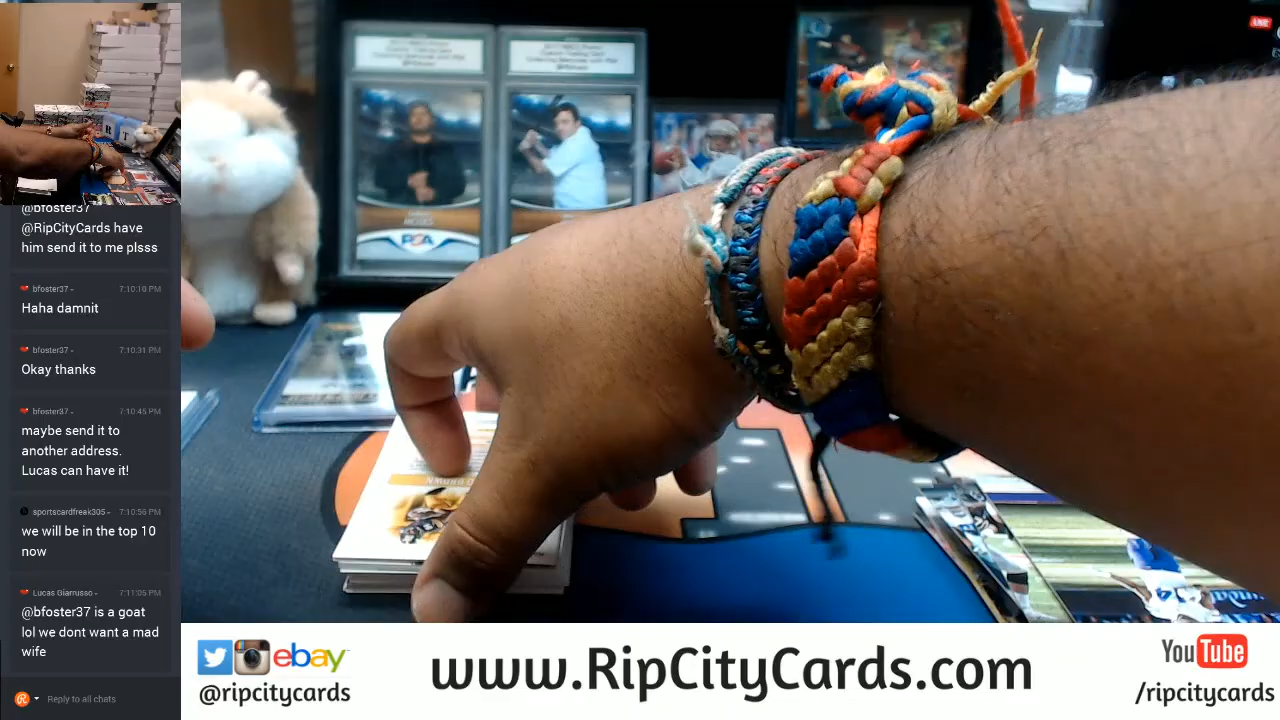 @bfoster37
@RipCityCards have
him send it to me plsss
bfoster37 - 7:10:10 PM
Haha damnit
bfoster37 - 7:10:31 PM
Okay thanks
bfoster37 - 7:10:45 PM
maybe send it to
another address.
Lucas can have it!
sportscardfreak305 - 7:10:56 PM
we will be in the top 10
now
Lucas Giarrusso - 7:11:05 PM
@bfoster37 is a goat
lol we dont want a mad
wife
Reply to all chats
PSA
ebay
@ripcitycards
www.RipCityCards.com
YouTube
/ripcitycards